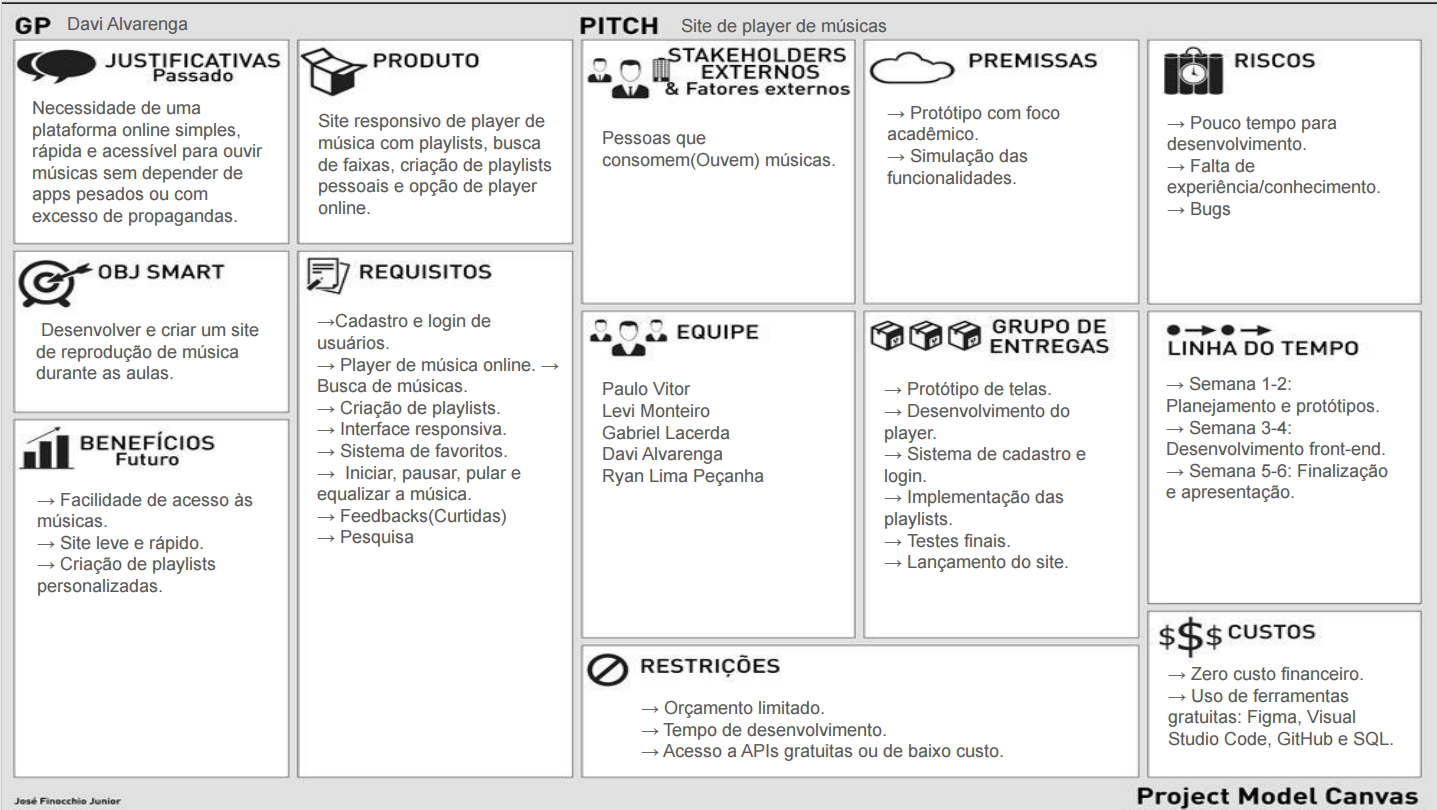 GP Davi Alvarenga
PITCH Site de player de músicas
JUSTIFICATIVAS
Passado
Necessidade de uma
plataforma online simples,
rápida e acessível para ouvir
músicas sem depender de
apps pesados ou com
excesso de propagandas.
PRODUTO
Site responsivo de player de
música com playlists, busca
de faixas, criação de playlists
pessoais e opção de player
online.
STAKEHOLDERS
EXTERNOS
& Fatores externos
Pessoas que
consomem(Ouvem) músicas.
PREMISSAS
→ Protótipo com foco
acadêmico.
→ Simulação das
funcionalidades.
RISCOS
→ Pouco tempo para
desenvolvimento.
→ Falta de
experiência/conhecimento.
→ Bugs
OBJ SMART
Desenvolver e criar um site
de reprodução de música
durante as aulas.
REQUISITOS
→Cadastro e login de
usuários.
→ Player de música online. →
Busca de músicas.
→ Criação de playlists.
→ Interface responsiva.
→ Sistema de favoritos.
→ Iniciar, pausar, pular e
equalizar a música.
→ Feedbacks(Curtidas)
→ Pesquisa
EQUIPE
Paulo Vitor
Levi Monteiro
Gabriel Lacerda
Davi Alvarenga
Ryan Lima Peçanha
GRUPO DE
ENTREGAS
→ Protótipo de telas.
→ Desenvolvimento do
player.
→ Sistema de cadastro e
login.
→ Implementação das
playlists.
→ Testes finais.
→ Lançamento do site.
LINHA DO TEMPO
→ Semana 1-2:
Planejamento e protótipos.
→ Semana 3-4:
Desenvolvimento front-end.
→ Semana 5-6: Finalização
e apresentação.
BENEFÍCIOS
Futuro
→ Facilidade de acesso às
músicas.
→ Site leve e rápido.
→ Criação de playlists
personalizadas.
RESTRIÇÕES
→ Orçamento limitado.
→ Tempo de desenvolvimento.
→ Acesso a APIs gratuitas ou de baixo custo.
$$$ CUSTOS
→ Zero custo financeiro.
→ Uso de ferramentas
gratuitas: Figma, Visual
Studio Code, GitHub e SQL.
José Finocchio Junior
Project Model Canvas